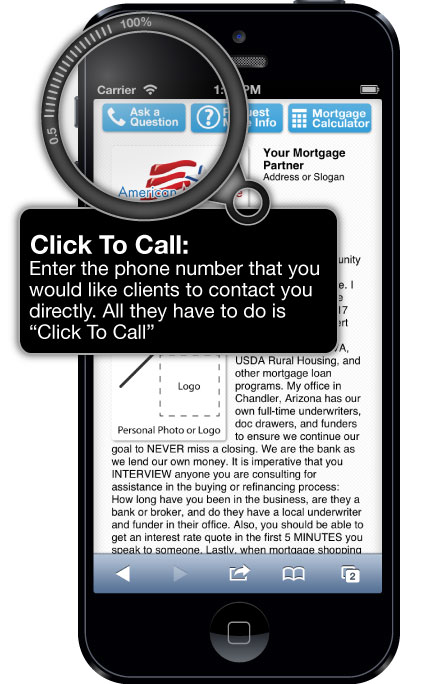 100%
0.5
Carrier
PM
Ask a
Question
Mortgage
Calculator
Info
Your Mortgage
Partner
Address or Slogan
American
Click To Call:
Enter the phone number that you
would like clients to contact you
directly. All they have to do is
“Click To Call”
USDA Rural Housing, and
other mortgage loan
programs. My office in
Chandler, Arizona has our
own full-time underwriters,
doc drawers, and funders
to ensure we continue our
Logo
Personal Photo or Logo
goal to NEVER miss a closing. We are the bank as
we lend our own money. It is imperative that you
INTERVIEW anyone you are consulting for
assistance in the buying or refinancing process:
How long have you been in the business, are they a
bank or broker, and do they have a local underwriter
and funder in their office. Also, you should be able to
get an interest rate quote in the first 5 MINUTES you
speak to someone. Lastly, when mortgage shopping
2